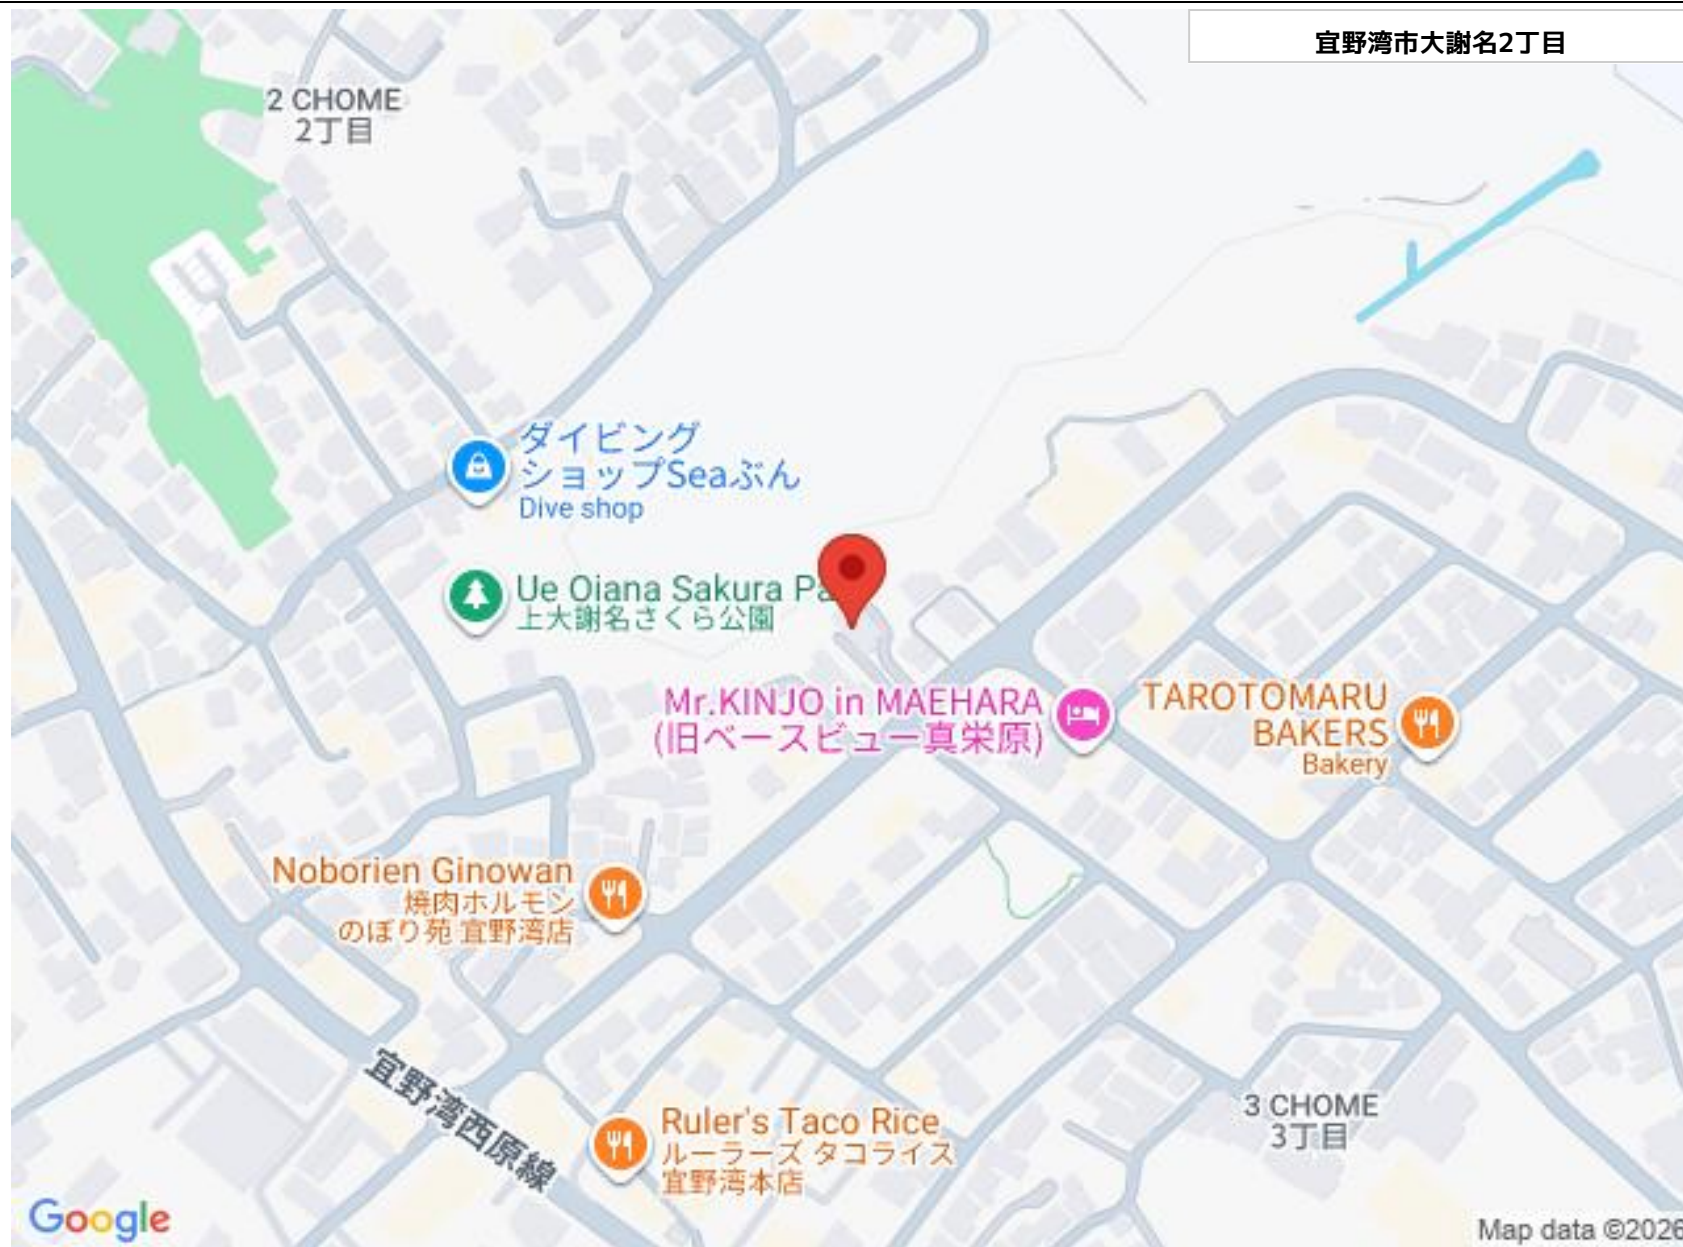 宜野湾市大謝名2丁目
2 CHOME
2丁目
ダイビング
ショップSeaぶん
Dive shop
Ue Oiana Sakura Pa
上大謝名さくら公園
Mr.KINJO in MAEHARA
(旧ベースビュー真栄原)
TAROTOMARU
BAKERS
Bakery
Noborien Ginowan
焼肉ホルモン
のぼり苑 宜野湾店
宜野湾西原線
Ruler's Taco Rice
ルーラーズ タコライス
宜野湾本店
3 CHOME
3丁目
Google
Map data ©2026